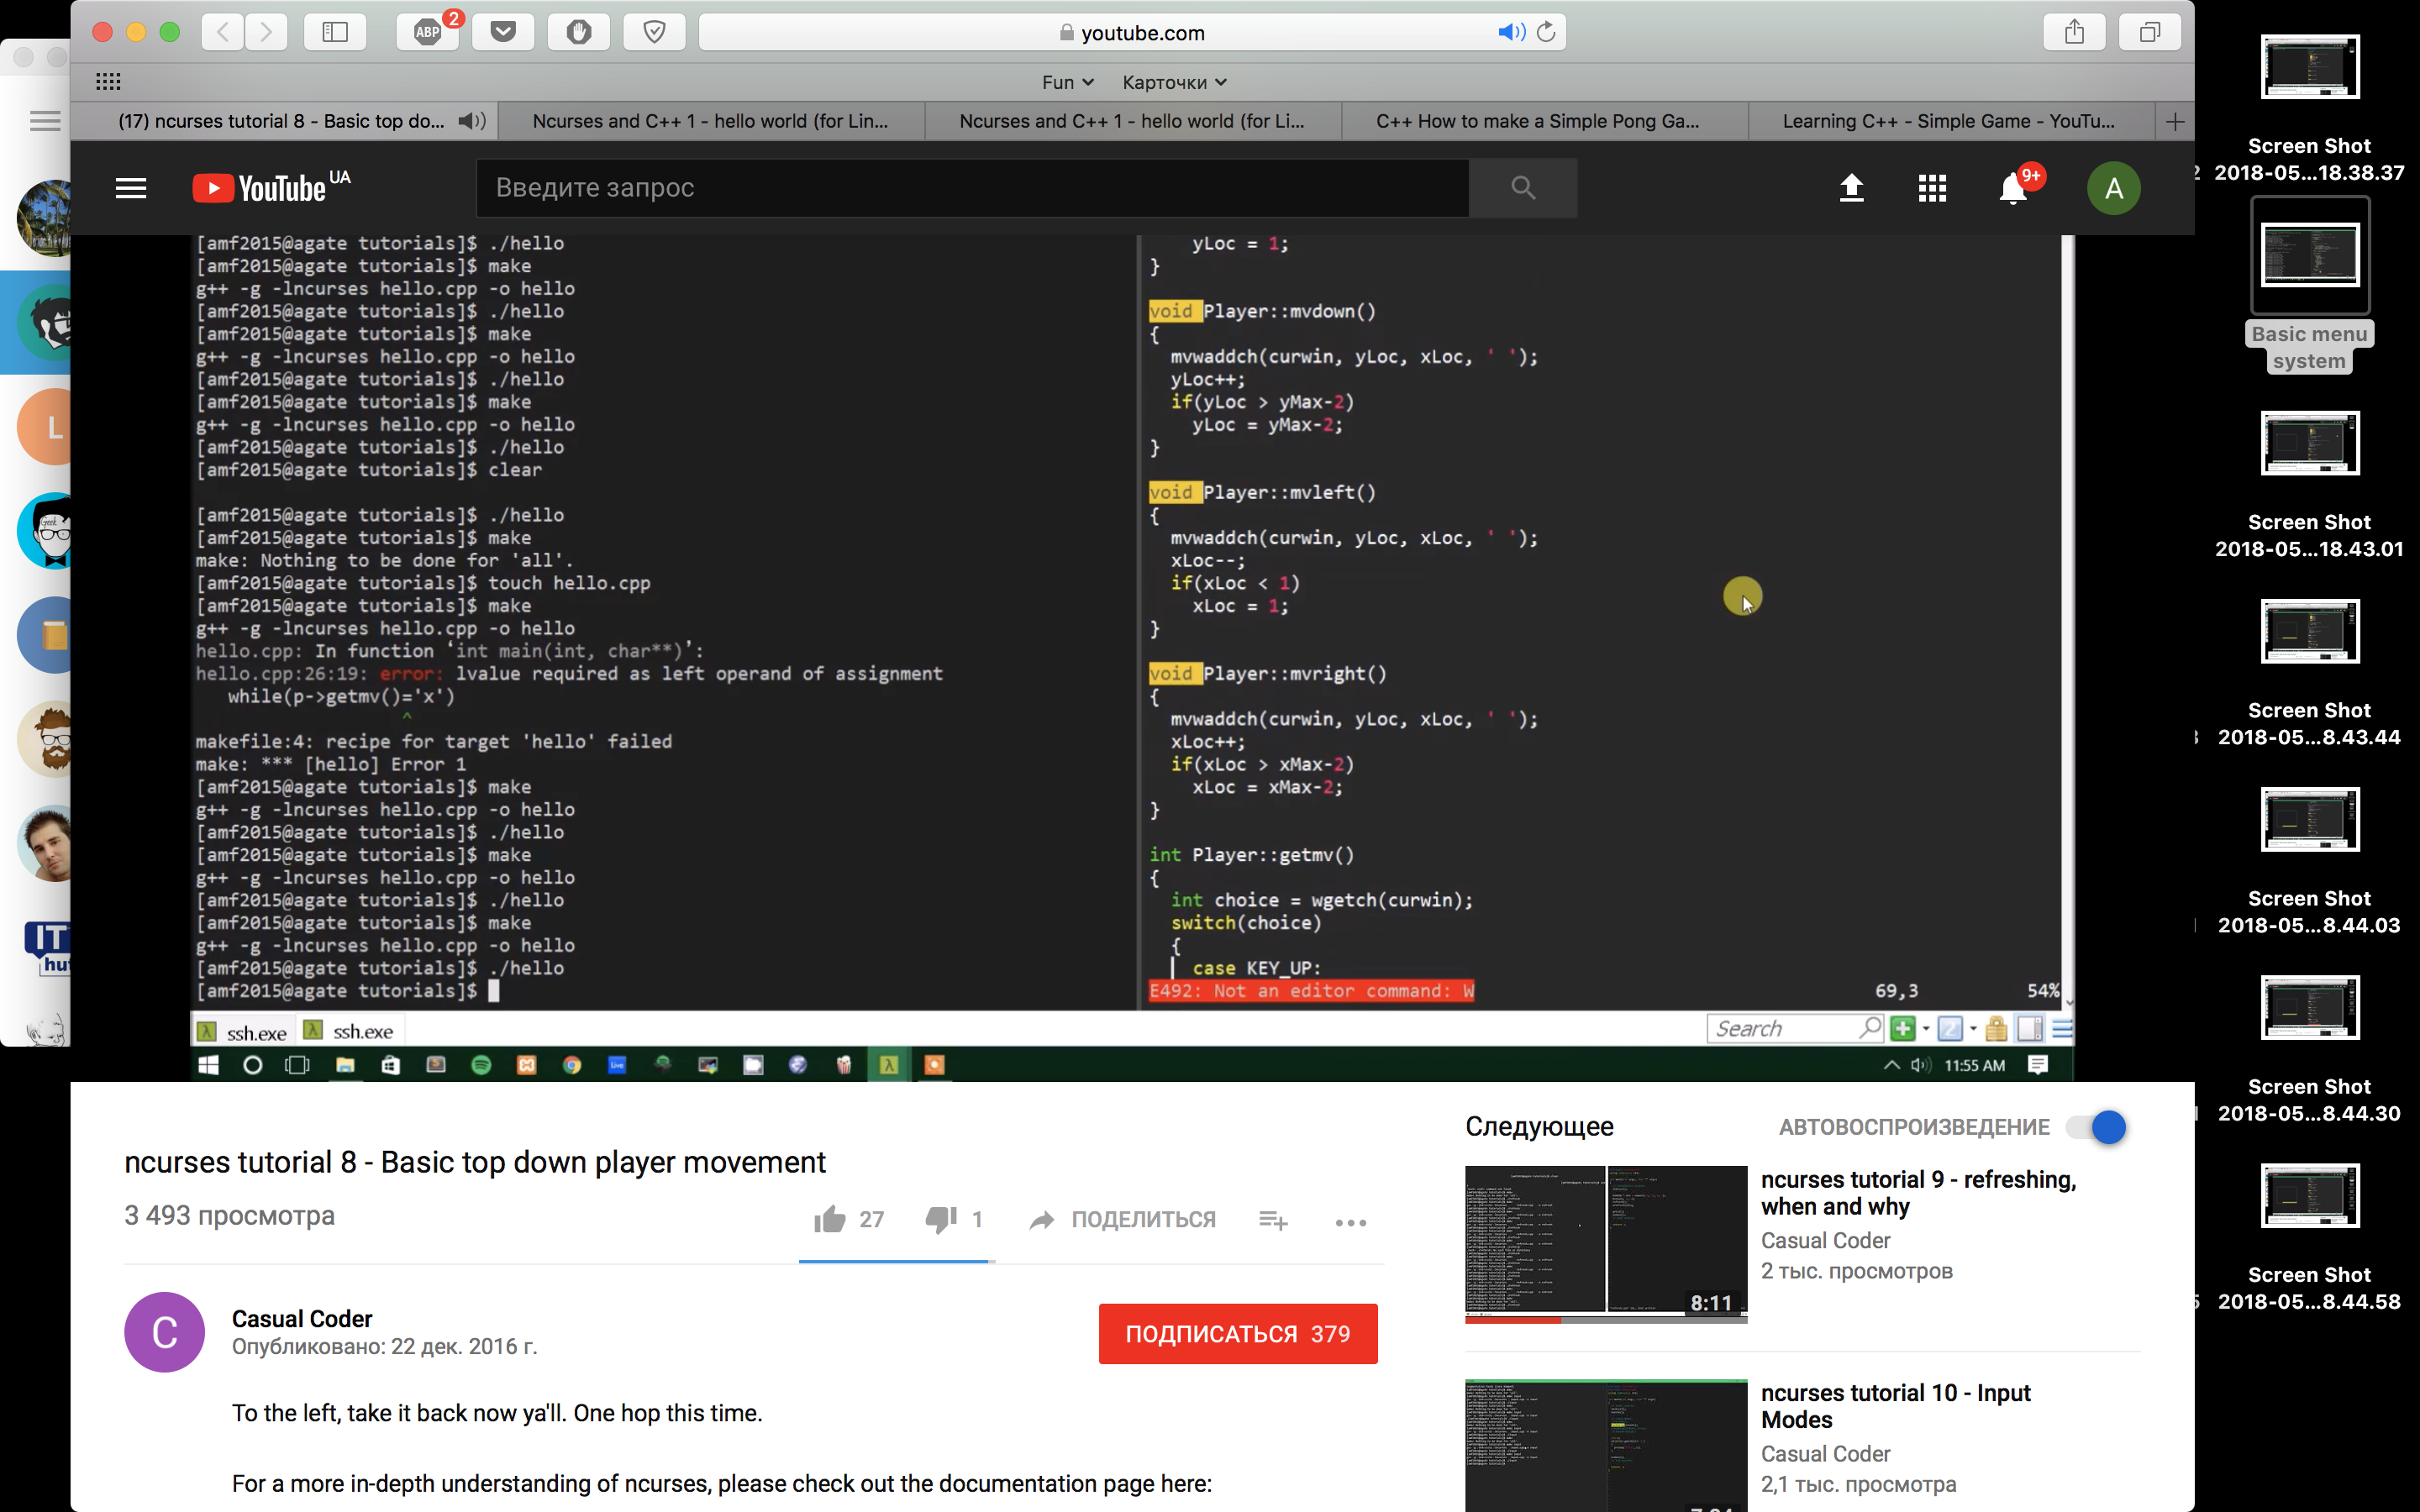 ABP
2
youtube.com
Fun
Карточки
(17) ncurses tutorial 8 - Basic top do...
Ncurses and C++ 1 - hello world (for Lin...
Ncurses and C++ 1 - hello world (for Li...
C++ How to make a Simple Pong Ga...
Learning C++ - Simple Game - YouTu...
YouTube UA
Введите запрос
9+
A
[amf2015@agate tutorials]$ ./hello
[amf2015@agate tutorials]$ make
g++ -g -lncurses hello.cpp -o hello
[amf2015@agate tutorials]$ ./hello
[amf2015@agate tutorials]$ make
g++ -g -lncurses hello.cpp -o hello
[amf2015@agate tutorials]$ ./hello
[amf2015@agate tutorials]$ make
g++ -g -lncurses hello.cpp -o hello
[amf2015@agate tutorials]$ ./hello
[amf2015@agate tutorials]$ clear
[amf2015@agate tutorials]$ ./hello
[amf2015@agate tutorials]$ make
make: Nothing to be done for 'all'.
[amf2015@agate tutorials]$ touch hello.cpp
[amf2015@agate tutorials]$ make
g++ -g -lncurses hello.cpp -o hello
hello.cpp: In function ‘int main(int, char**)’:
hello.cpp:26:19: error: lvalue required as left operand of assignment
while(p->getmv()='x')
^
makefile:4: recipe for target 'hello' failed
make: *** [hello] Error 1
[amf2015@agate tutorials]$ make
g++ -g -lncurses hello.cpp -o hello
[amf2015@agate tutorials]$ ./hello
[amf2015@agate tutorials]$ make
g++ -g -lncurses hello.cpp -o hello
[amf2015@agate tutorials]$ ./hello
[amf2015@agate tutorials]$ make
g++ -g -lncurses hello.cpp -o hello
[amf2015@agate tutorials]$ ./hello
[amf2015@agate tutorials]$
yLoc = 1;
}
void Player::mvdown()
{
mvwaddch(curwin, yLoc, xLoc, ' ');
yLoc++;
if(yLoc > yMax-2)
yLoc = yMax-2;
}
void Player::mvleft()
{
mvwaddch(curwin, yLoc, xLoc, ' ');
xLoc--;
if(xLoc < 1)
xLoc = 1;
}
void Player::mvright()
{
mvwaddch(curwin, yLoc, xLoc, ' ');
xLoc++;
if(xLoc > xMax-2)
xLoc = xMax-2;
}
int Player::getmv()
{
int choice = wgetch(curwin);
switch(choice)
{
case KEY_UP:
E492: Not an editor command: W
69,3
54%
ssh.exe
ssh.exe
Search
11:55 AM
ncurses tutorial 8 - Basic top down player movement
3 493 просмотра
27
1
ПОДЕЛИТЬСЯ
C
Casual Coder
Опубликовано: 22 дек. 2016 г.
ПОДПИСАТЬСЯ 379
To the left, take it back now ya'll. One hop this time.
For a more in-depth understanding of ncurses, please check out the documentation page here:
Следующее
АВТОВОСПРОИЗВЕДЕНИЕ
8:11
ncurses tutorial 9 - refreshing,
when and why
Casual Coder
2 тыс. просмотров
ncurses tutorial 10 - Input
Modes
Casual Coder
2,1 тыс. просмотра
L
Geek
IT
hu
Screen Shot
2018-05...18.38.37
Basic menu
system
Screen Shot
2018-05...18.43.01
Screen Shot
2018-05...8.43.44
Screen Shot
2018-05...8.44.03
Screen Shot
2018-05...8.44.30
Screen Shot
2018-05...8.44.58